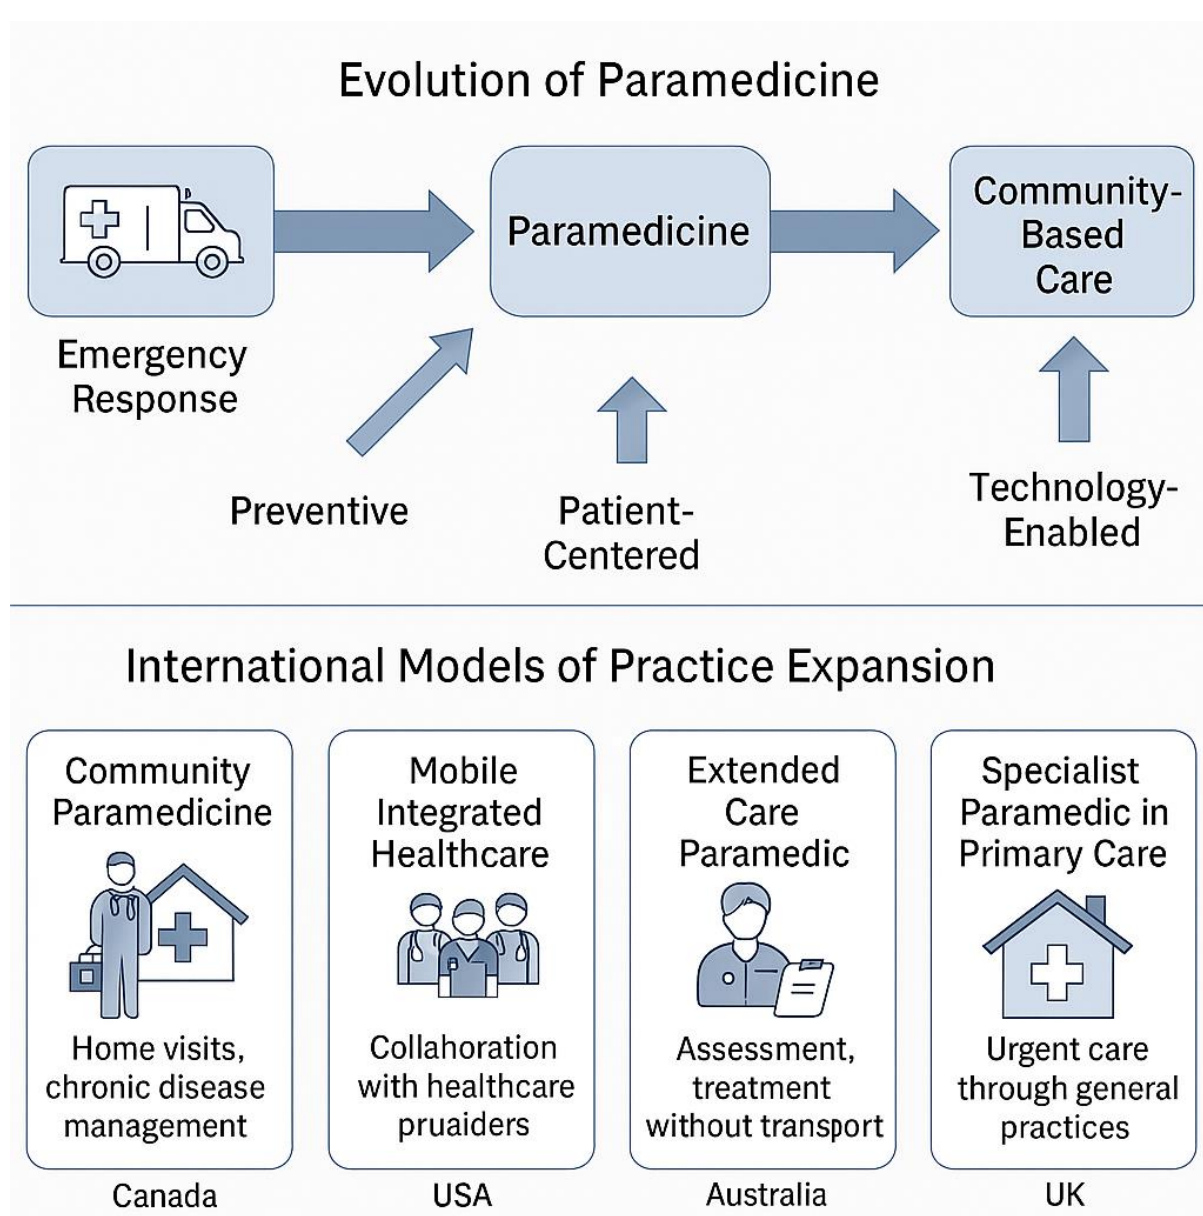 Evolution of Paramedicine
Paramedicine
Community-
Based
Care
Emergency
Response
Preventive
Patient-
Centered
Technology-
Enabled
International Models of Practice Expansion
Community
Paramedicine
Home visits,
chronic disease
management
Canada
Mobile
Integrated
Healthcare
Collahoration
with healthcare
pruaiders
USA
Extended
Care
Paramedic
Assessment,
treatment
without transport
Australia
Specialist
Paramedic in
Primary Care
Urgent care
through general
practices
UK